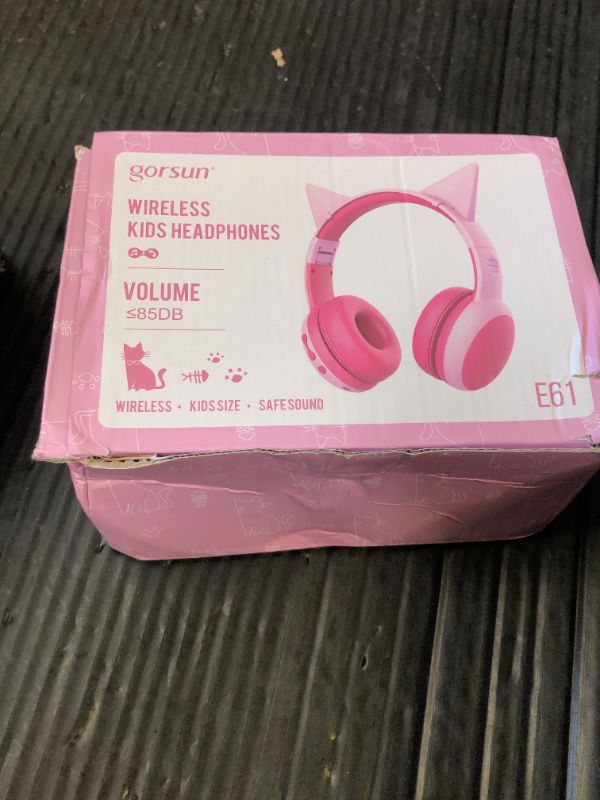 gorsun®
WIRELESS
KIDS HEADPHONES
VOLUME
≤85DB
WIRELESS • KIDS SIZE • SAFE SOUND
E61